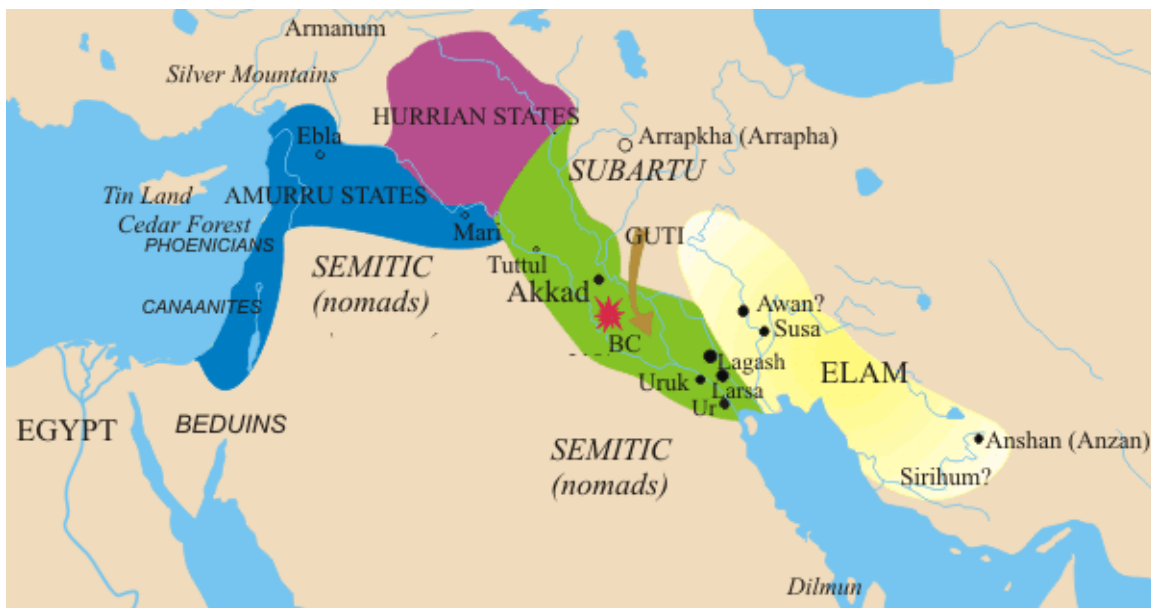 Armanum
Silver Mountains
HURRIAN STATES
Ebla
Arrapkha (Arrapha)
SUBARTU
Tin Land
AMURRU STATES
Cedar Forest
PHOENICIANS
Mari
GUTI
Tuttul
SEMITIC
(nomads)
Akkad
CANAANITES
Awan?
Susa
BC
Lagash
ELAM
Uruk
Larsa
Ur
EGYPT
BEDUINS
SEMITIC
(nomads)
Anshan (Anzan)
Sirihum?
Dilmun